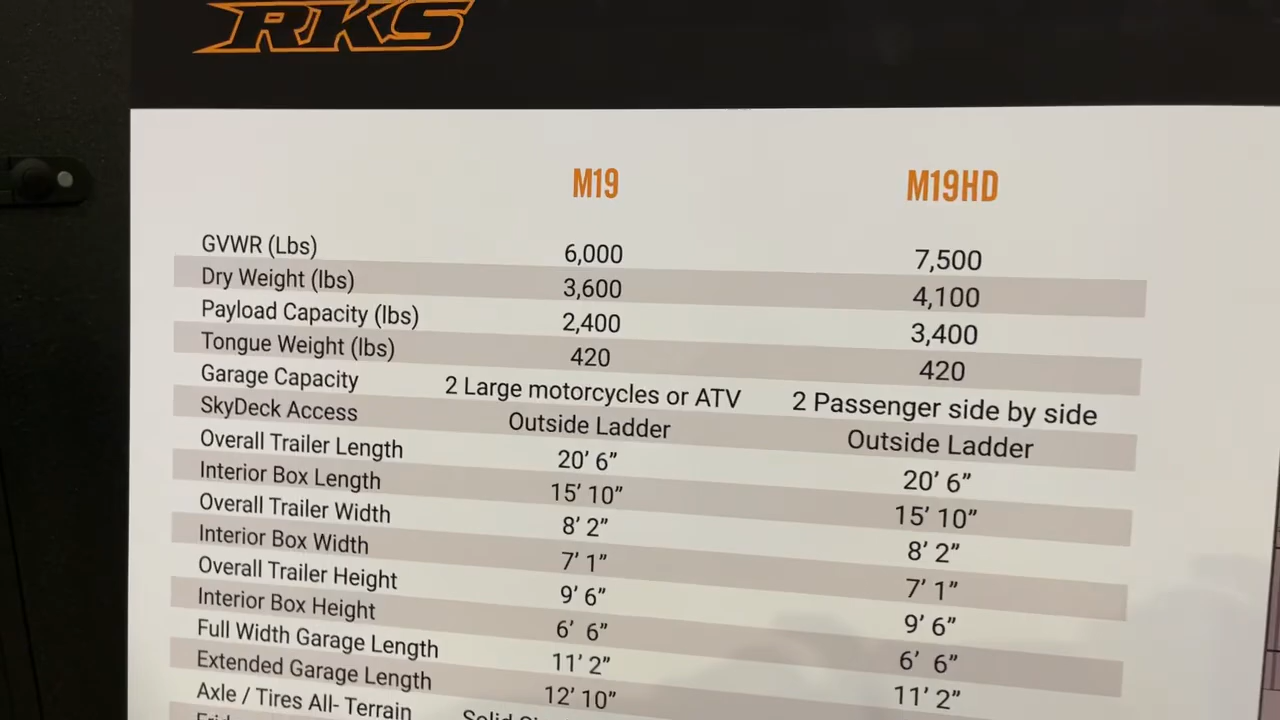 RKS
M19 M19HD
GVWR (Lbs) 6,000 7,500
Dry Weight (lbs) 3,600 4,100
Payload Capacity (lbs) 2,400 3,400
Tongue Weight (lbs) 420 420
Garage Capacity 2 Large motorcycles or ATV 2 Passenger side by side
SkyDeck Access Outside Ladder Outside Ladder
Overall Trailer Length 20’ 6” 20’ 6”
Interior Box Length 15’ 10” 15’ 10”
Overall Trailer Width 8’ 2” 8’ 2”
Interior Box Width 7’ 1” 7’ 1”
Overall Trailer Height 9’ 6” 9’ 6”
Interior Box Height 6’ 6” 6’ 6”
Full Width Garage Length 11’ 2” 11’ 2”
Extended Garage Length 12’ 10”
Axle / Tires All- Terrain Solid